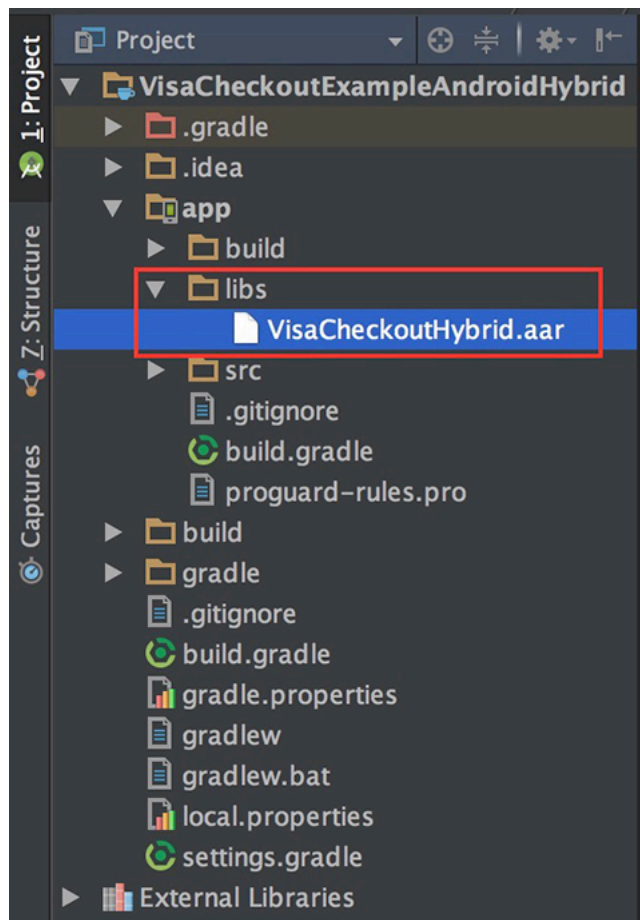 Project
VisaCheckoutExampleAndroidHybrid
.gradle
.idea
app
build
libs
VisaCheckoutHybrid.aar
src
.gitignore
build.gradle
proguard-rules.pro
build
gradle
.gitignore
build.gradle
gradle.properties
gradlew
gradlew.bat
local.properties
settings.gradle
External Libraries
1: Project
Z: Structure
Captures